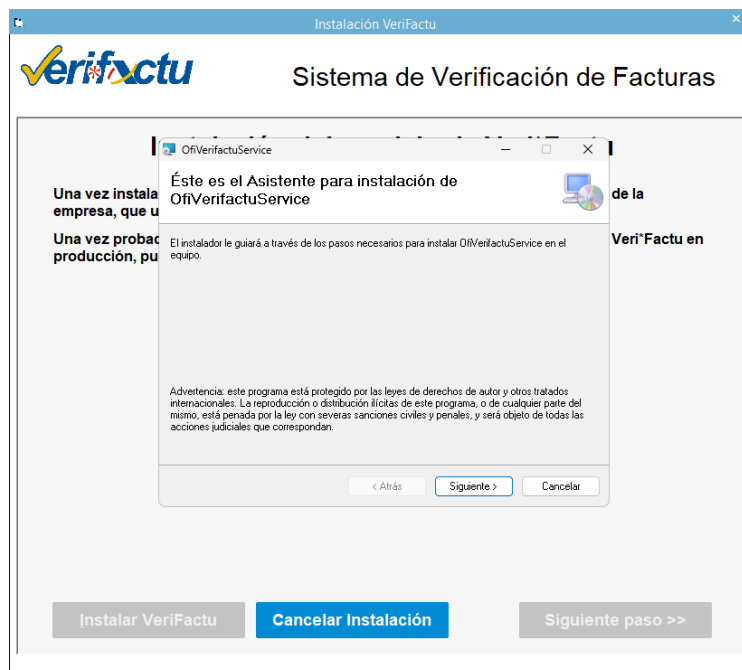 Instalación VeriFactu
Verifactu
Sistema de Verificación de Facturas
OfiVerifactuService
Éste es el Asistente para instalación de
OfiVerifactuService
Una vez instala
de la
empresa, que u
Una vez probad
Veri*Factu en
producción, pu
El instalador le guiará a través de los pasos necesarios para instalar OfiVerifactuService en el
equipo.
Advertencia: este programa está protegido por las leyes de derechos de autor y otros tratados
internacionales. La reproducción o distribución ilícitas de este programa, o de cualquier parte del
mismo, está penada por la ley con severas sanciones civiles y penales, y será objeto de todas las
acciones judiciales que correspondan.
< Atrás
Siguiente >
Cancelar
Instalar VeriFactu
Cancelar Instalación
Siguiente paso >>